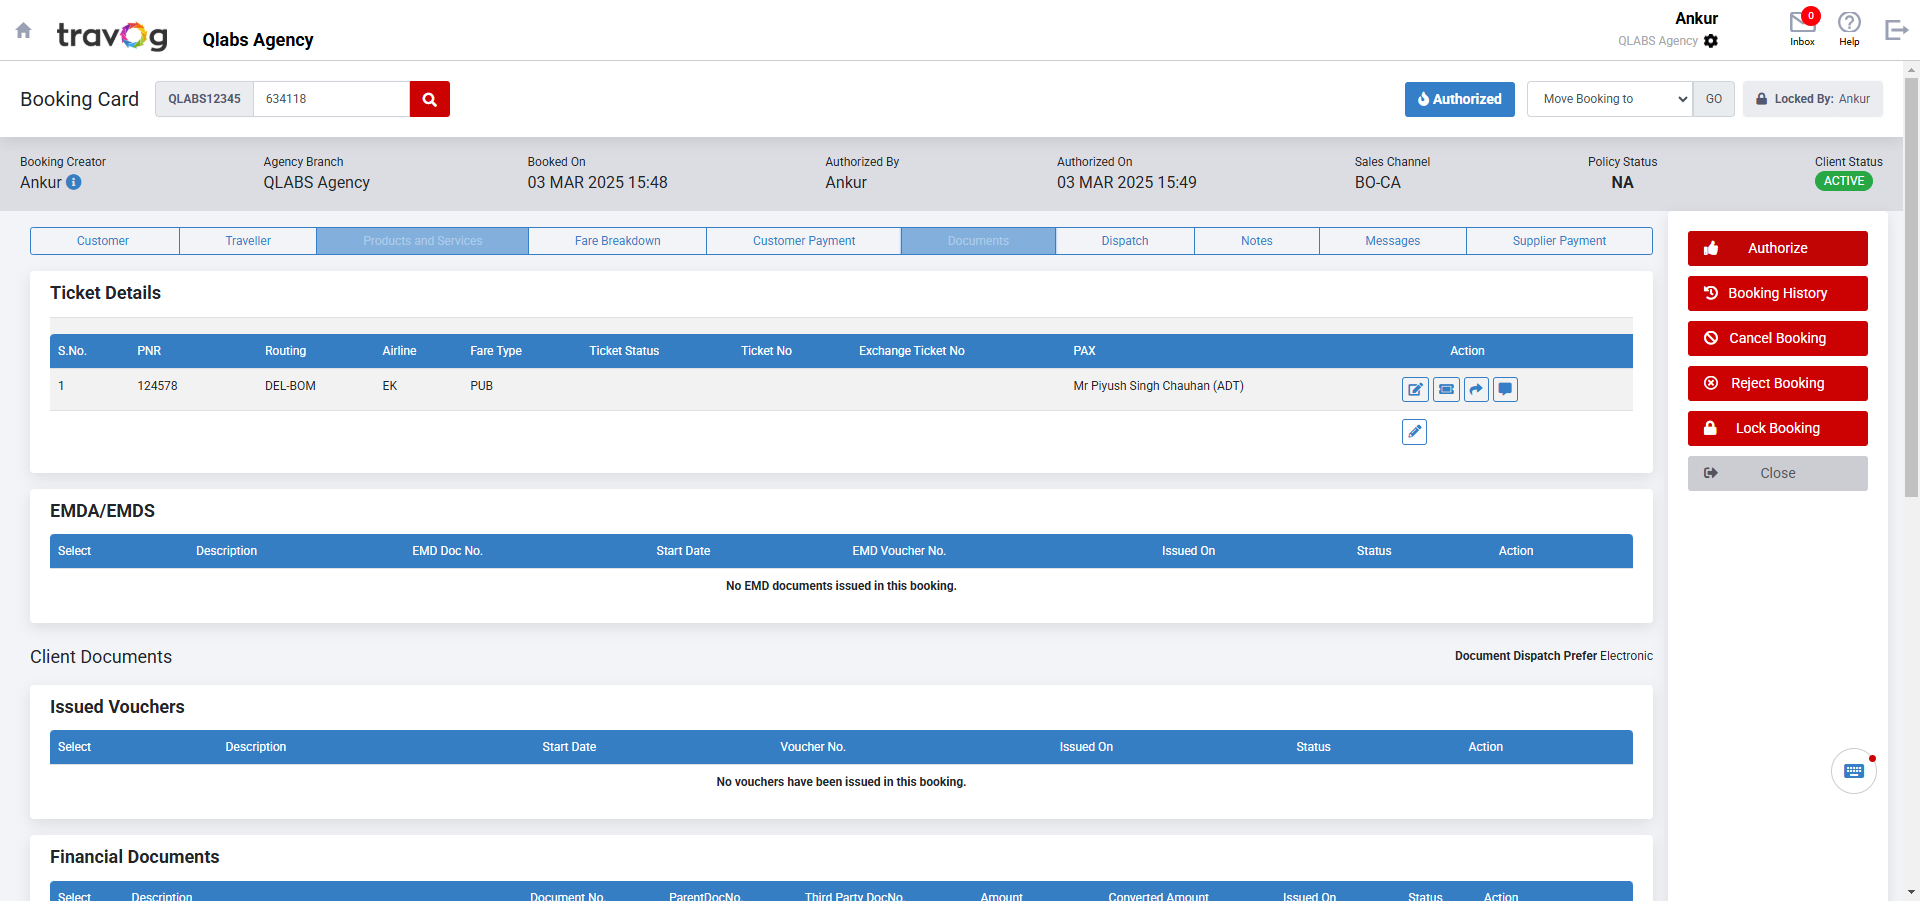 travog
Qlabs Agency
Ankur
QLABS Agency
0
Inbox
Help
Booking Card
QLABS12345
634118
Authorized
Move Booking to
GO
Locked By: Ankur
Booking Creator
Ankur
Agency Branch
QLABS Agency
Booked On
03 MAR 2025 15:48
Authorized By
Ankur
Authorized On
03 MAR 2025 15:49
Sales Channel
BO-CA
Policy Status
NA
Client Status
ACTIVE
Customer
Traveller
Products and Services
Fare Breakdown
Customer Payment
Documents
Dispatch
Notes
Messages
Supplier Payment
Authorize
Booking History
Cancel Booking
Reject Booking
Lock Booking
Close
Ticket Details
S.No. PNR Routing Airline Fare Type Ticket Status Ticket No Exchange Ticket No PAX Action
1 124578 DEL-BOM EK PUB Mr Piyush Singh Chauhan (ADT)
EMDA/EMDS
Select Description EMD Doc No. Start Date EMD Voucher No. Issued On Status Action
No EMD documents issued in this booking.
Client Documents
Document Dispatch Prefer Electronic
Issued Vouchers
Select Description Start Date Voucher No. Issued On Status Action
No vouchers have been issued in this booking.
Financial Documents
Select Description Document No. ParentDocNo. Third Party DocNo. Amount Converted Amount Issued On Status Action